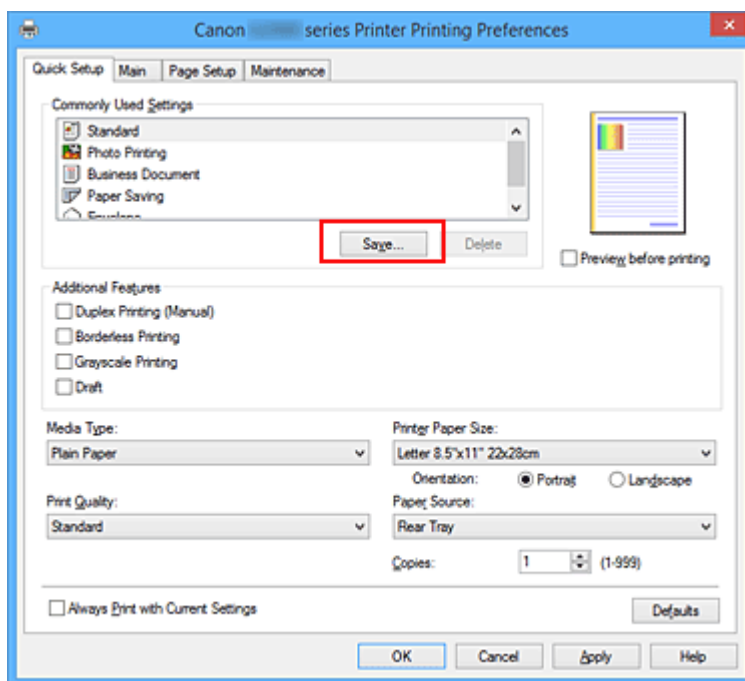 Canon series Printer Printing Preferences
Quick Setup Main Page Setup Maintenance
Commonly Used Settings
Standard
Photo Printing
Business Document
Paper Saving
Envelope
Save... Delete
Preview before printing
Additional Features
Duplex Printing (Manual)
Borderless Printing
Grayscale Printing
Draft
Media Type: Printer Paper Size:
Plain Paper Letter 8.5"x11" 22x28cm
Orientation: Portrait Landscape
Print Quality: Paper Source:
Standard Rear Tray
Copies: 1 (1-999)
Always Print with Current Settings Defaults
OK Cancel Apply Help